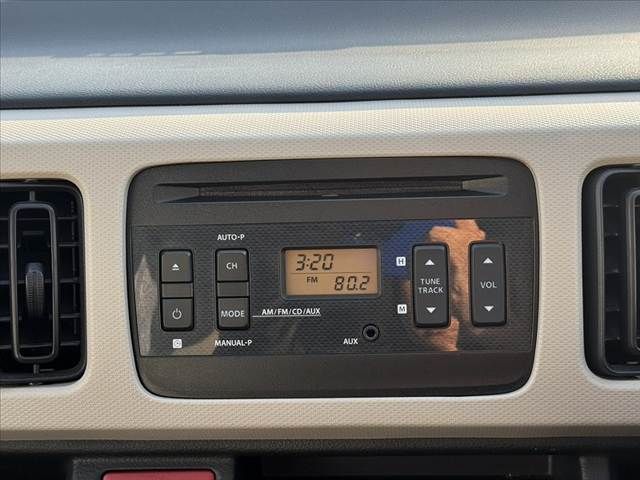 AUTO-P
CH
MODE
AM/FM/CD/AUX
MANUAL-P
3:20
FM
80.2
AUX
H
M
TUNE
TRACK
VOL